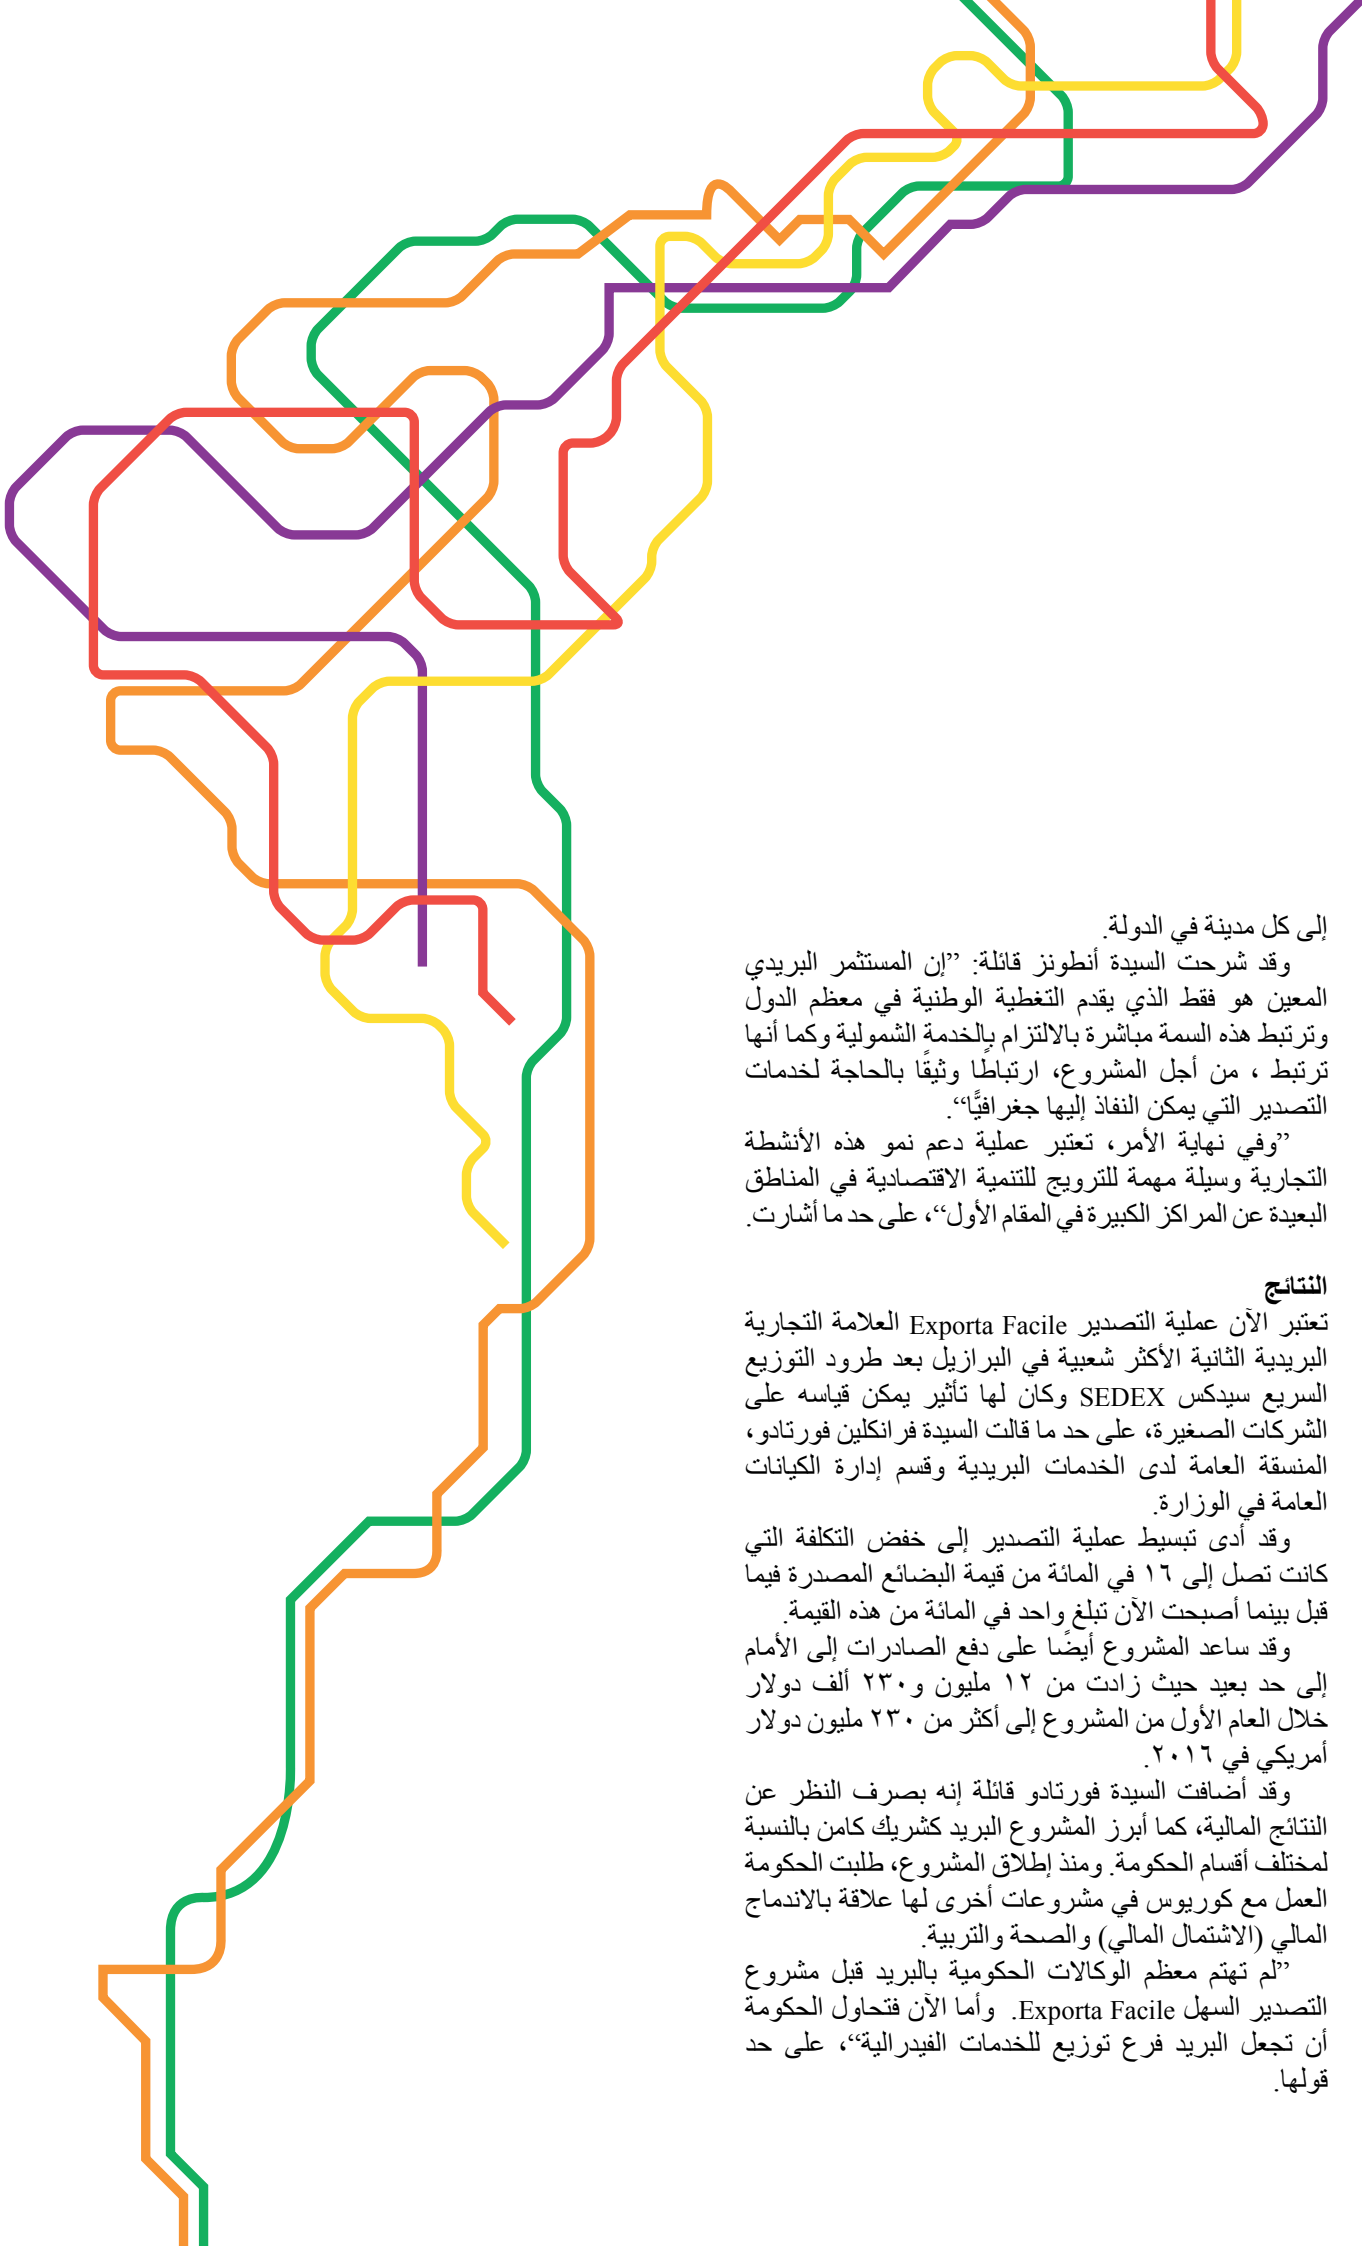 إلى كل مدينة في الدولة.
وقد شرحت السيدة أنطونز قائلة: ”إن المستثمر البريدي
المعين هو فقط الذي يقدم التغطية الوطنية في معظم الدول
وترتبط هذه السمة مباشرة بالالتزام بالخدمة الشمولية وكما أنها
ترتبط ، من أجل المشروع، ارتباطًا وثيقًا بالحاجة لخدمات
التصدير التي يمكن النفاذ إليها جغرافيًّا“.
”وفي نهاية الأمر، تعتبر عملية دعم نمو هذه الأنشطة
التجارية وسيلة مهمة للترويج للتنمية الاقتصادية في المناطق
البعيدة عن المراكز الكبيرة في المقام الأول“، على حد ما أشارت.
النتائج
تعتبر الآن عملية التصدير Exporta Facile العلامة التجارية
البريدية الثانية الأكثر شعبية في البرازيل بعد طرود التوزيع
السريع سيدكس SEDEX وكان لها تأثير يمكن قياسه على
الشركات الصغيرة، على حد ما قالت السيدة فرانكلين فورتادو،
المنسقة العامة لدى الخدمات البريدية وقسم إدارة الكيانات
العامة في الوزارة.
وقد أدى تبسيط عملية التصدير إلى خفض التكلفة التي
كانت تصل إلى ١٦ في المائة من قيمة البضائع المصدرة فيما
قبل بينما أصبحت الآن تبلغ واحد في المائة من هذه القيمة.
وقد ساعد المشروع أيضًا على دفع الصادرات إلى الأمام
إلى حد بعيد حيث زادت من ١٢ مليون و٢٣٠ ألف دولار
خلال العام الأول من المشروع إلى أكثر من ٢٣٠ مليون دولار
أمريكي في ٢٠١٦.
وقد أضافت السيدة فورتادو قائلة إنه بصرف النظر عن
النتائج المالية، كما أبرز المشروع البريد كشريك كامن بالنسبة
لمختلف أقسام الحكومة. ومنذ إطلاق المشروع، طلبت الحكومة
العمل مع كوريوس في مشروعات أخرى لها علاقة بالاندماج
المالي (الاشتمال المالي) والصحة والتربية.
”لم تهتم معظم الوكالات الحكومية بالبريد قبل مشروع
التصدير السهل Exporta Facile. وأما الآن فتحاول الحكومة
أن تجعل البريد فرع توزيع للخدمات الفيدرالية“، على حد
قولها.